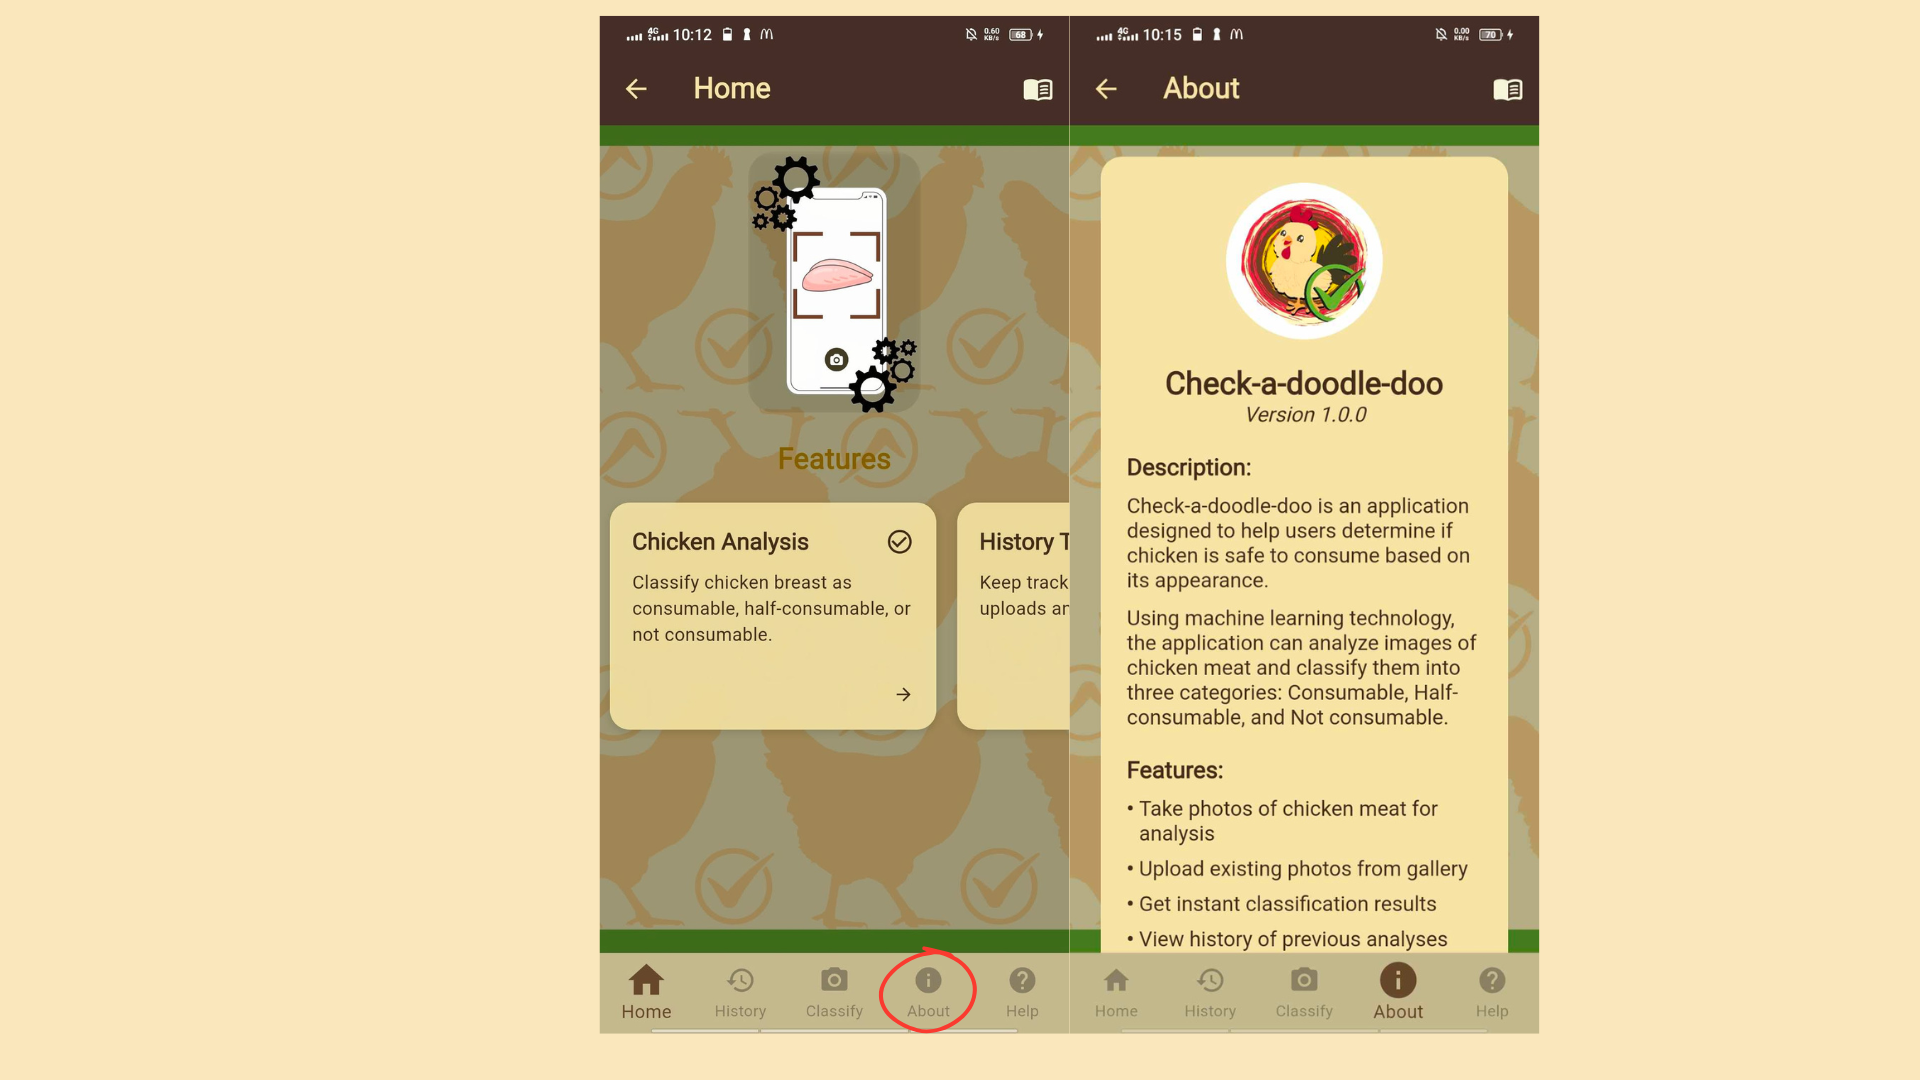 4G 10:12
0.60 KB/s 68
Home
Features
Chicken Analysis
Classify chicken breast as
consumable, half-consumable, or
not consumable.
History T
Keep track
uploads ar
Home
History
Classify
About
Help
4G 10:15
0.00 KB/s 70
About
Check-a-doodle-doo
Version 1.0.0
Description:
Check-a-doodle-doo is an application
designed to help users determine if
chicken is safe to consume based on
its appearance.
Using machine learning technology,
the application can analyze images of
chicken meat and classify them into
three categories: Consumable, Half-
consumable, and Not consumable.
Features:
• Take photos of chicken meat for
analysis
• Upload existing photos from gallery
• Get instant classification results
• View history of previous analyses
Home
History
Classify
About
Help